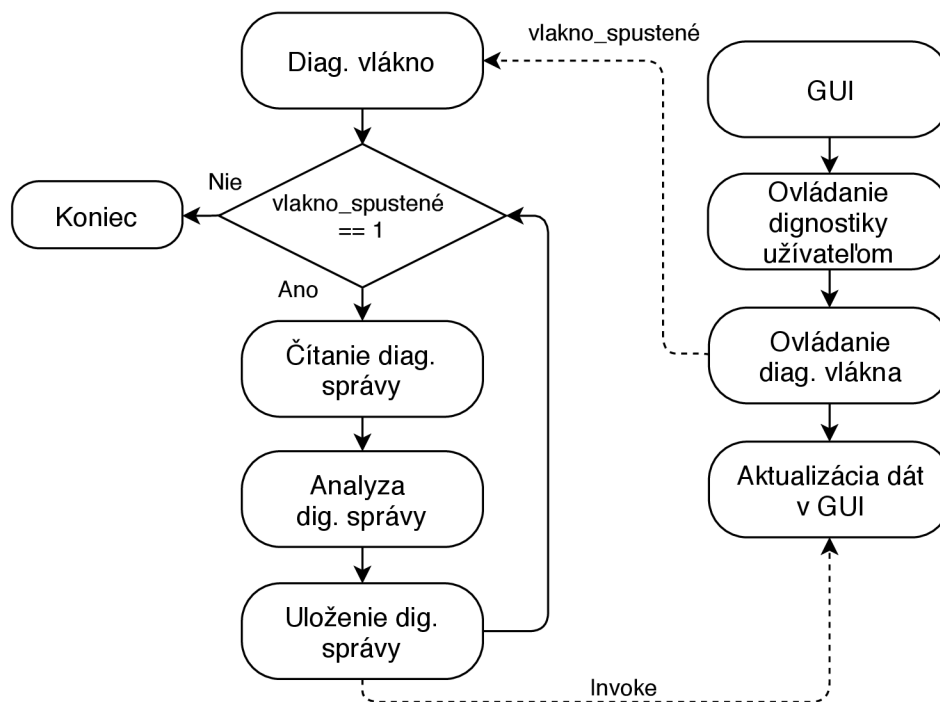 vlakno_spustené
Diag. vlákno
GUI
Nie
vlakno_spustené
== 1
Koniec
Ovládanie
dignostiky
užívateľom
Ano
Čítanie diag.
správy
Ovládanie
diag. vlákna
Analyza
dig. správy
Aktualizácia dát
v GUI
Uloženie dig.
správy
Invoke